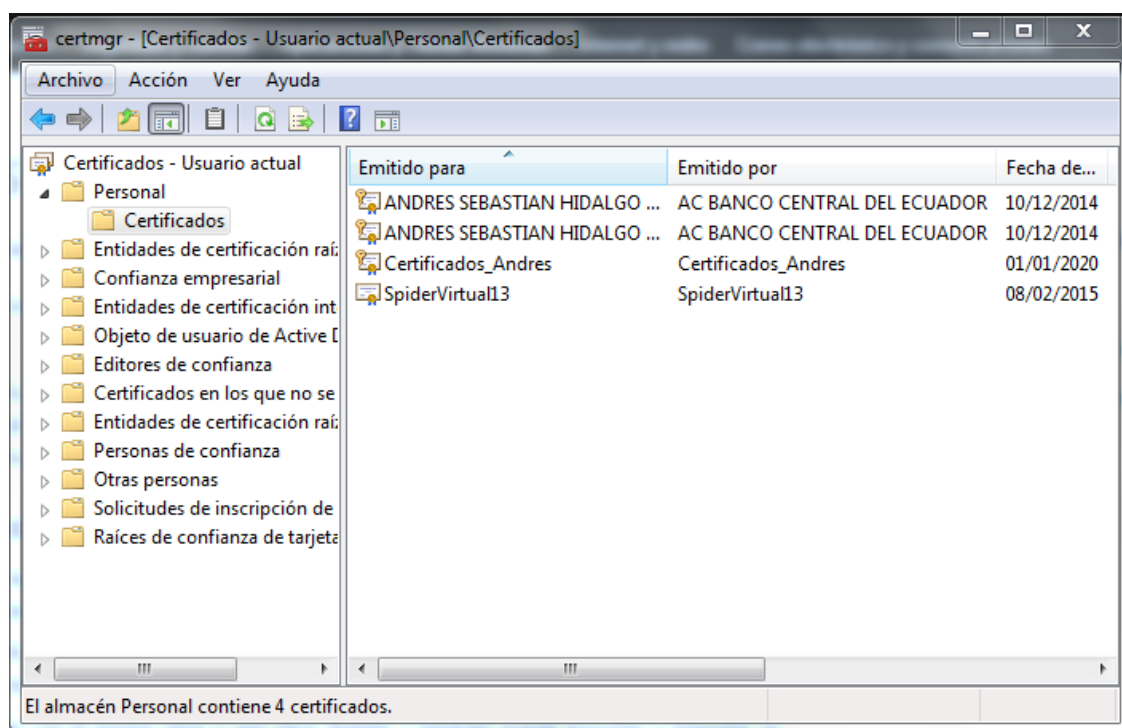 certmgr - [Certificados - Usuario actual\Personal\Certificados]
Archivo Acción Ver Ayuda
Certificados - Usuario actual
Personal
Certificados
Entidades de certificación raí
Confianza empresarial
Entidades de certificación int
Objeto de usuario de Active D
Editores de confianza
Certificados en los que no se
Entidades de certificación raí
Personas de confianza
Otras personas
Solicitudes de inscripción de
Raíces de confianza de tarjeta
Emitido para Emitido por Fecha de...
ANDRES SEBASTIAN HIDALGO ... AC BANCO CENTRAL DEL ECUADOR 10/12/2014
ANDRES SEBASTIAN HIDALGO ... AC BANCO CENTRAL DEL ECUADOR 10/12/2014
Certificados_Andres Certificados_Andres 01/01/2020
SpiderVirtual13 SpiderVirtual13 08/02/2015
El almacén Personal contiene 4 certificados.